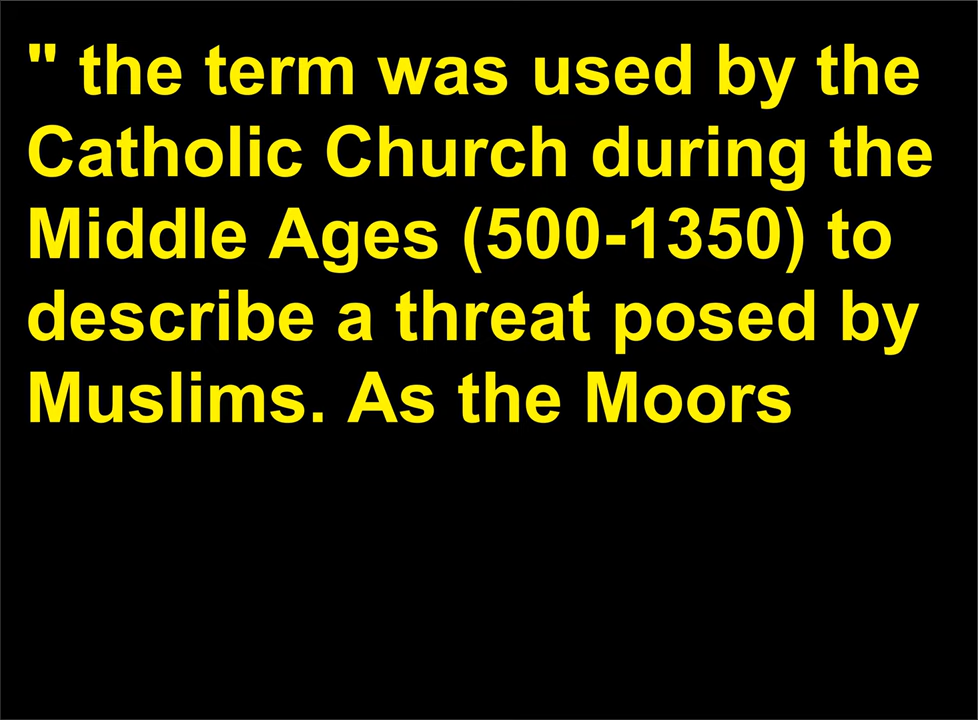 " the term was used by the
Catholic Church during the
Middle Ages (500-1350) to
describe a threat posed by
Muslims. As the Moors